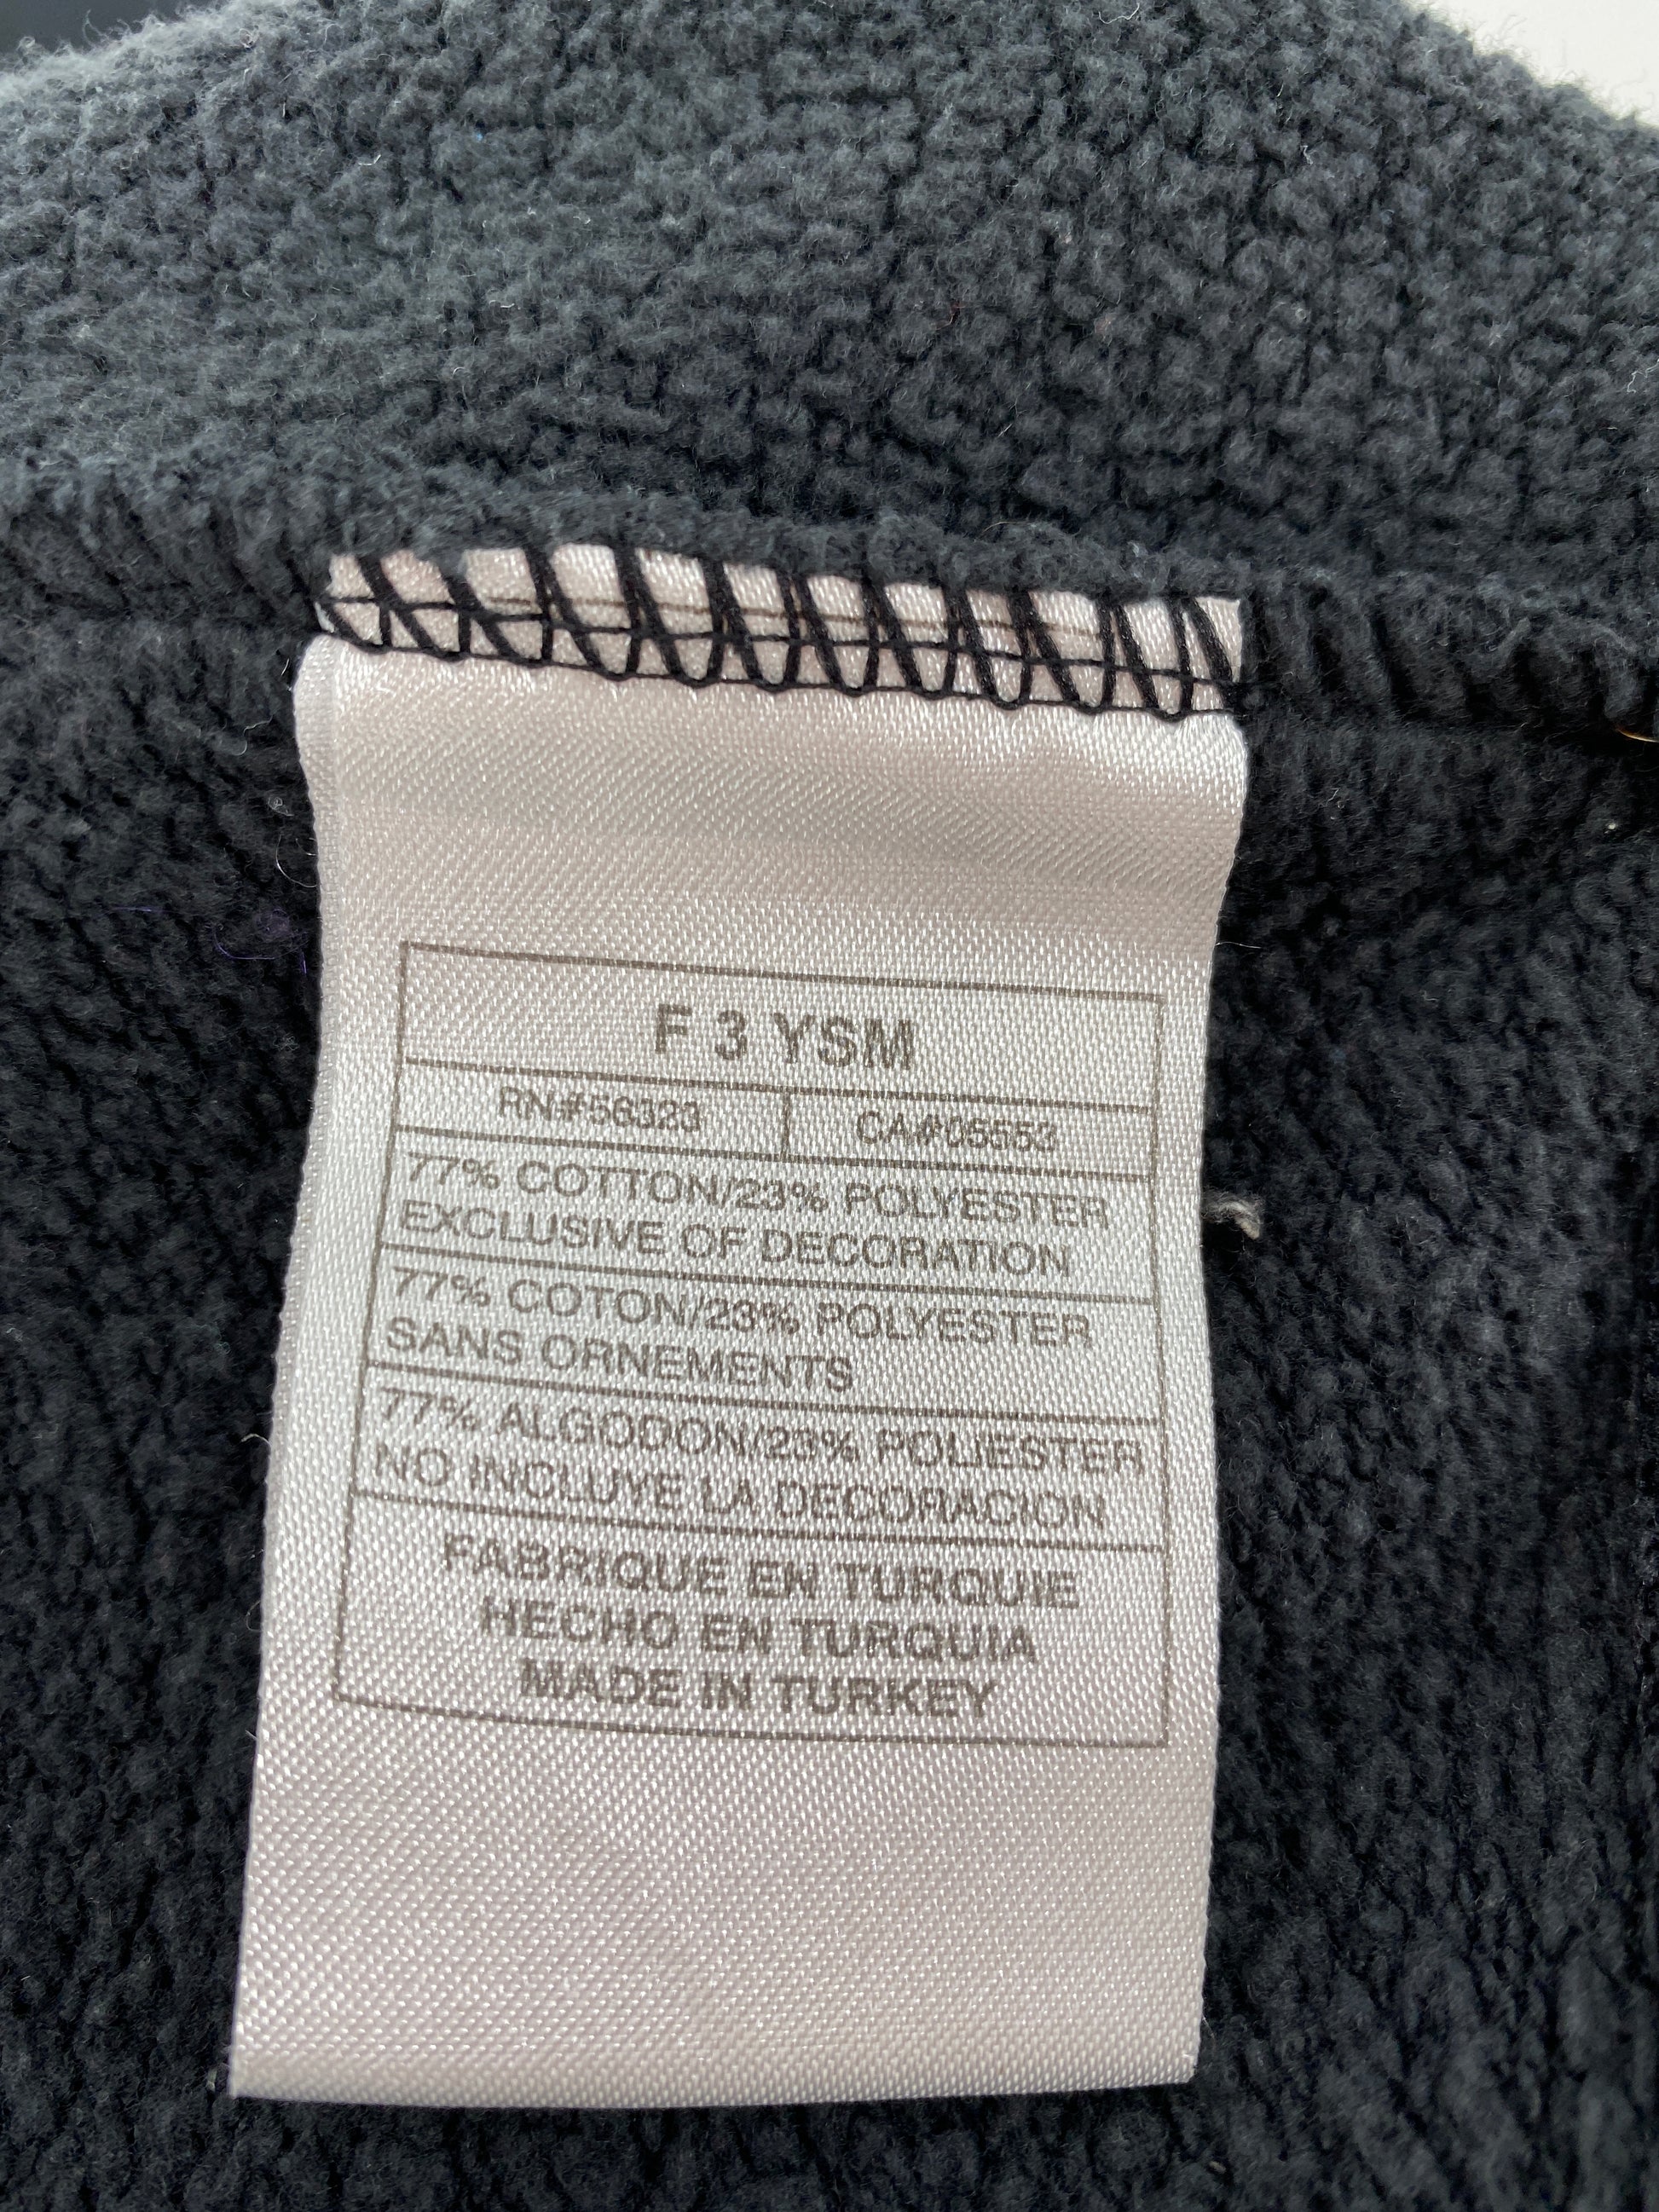 F 3 YSM
RN#56323 CA#05553
77% COTTON/23% POLYESTER
EXCLUSIVE OF DECORATION
77% COTON/23% POLYESTER
SANS ORNEMENTS
77% ALGODON/23% POLIESTER
NO INCLUYE LA DECORACION
FABRIQUE EN TURQUIE
HECHO EN TURQUIA
MADE IN TURKEY